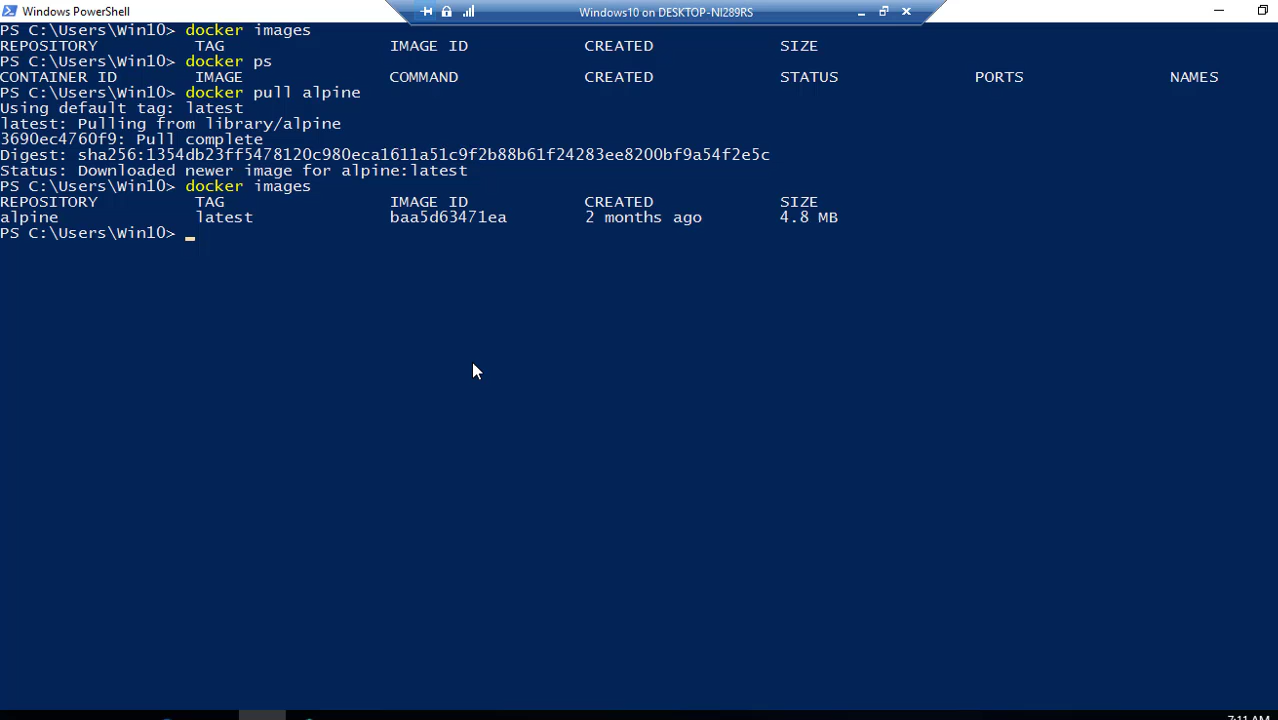 Windows PowerShell
Windows10 on DESKTOP-NI289RS
PS C:\Users\Win10> docker images
REPOSITORY TAG IMAGE ID CREATED SIZE
PS C:\Users\Win10> docker ps
CONTAINER ID IMAGE COMMAND CREATED STATUS PORTS NAMES
PS C:\Users\Win10> docker pull alpine
Using default tag: latest
latest: Pulling from library/alpine
3690ec4760f9: Pull complete
Digest: sha256:1354db23ff5478120c980eca1611a51c9f2b88b61f24283ee8200bf9a54f2e5c
Status: Downloaded newer image for alpine:latest
PS C:\Users\Win10> docker images
REPOSITORY TAG IMAGE ID CREATED SIZE
alpine latest baa5d63471ea 2 months ago 4.8 MB
PS C:\Users\Win10>
7:11 AM